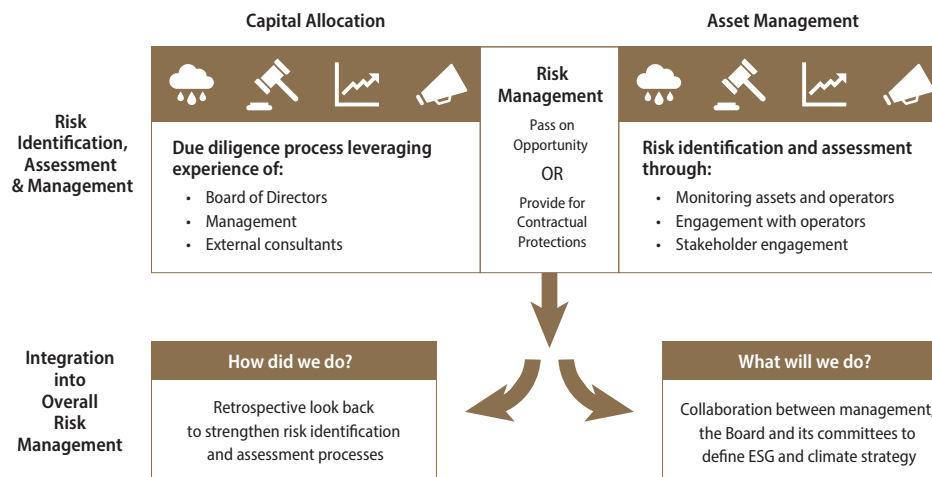 Capital Allocation
Asset Management
Risk
Identification,
Assessment
& Management
Due diligence process leveraging
experience of:
• Board of Directors
• Management
• External consultants
Risk
Management
Pass on
Opportunity
OR
Provide for
Contractual
Protections
Risk identification and assessment
through:
• Monitoring assets and operators
• Engagement with operators
• Stakeholder engagement
Integration
into
Overall
Risk
Management
How did we do?
Retrospective look back
to strengthen risk identification
and assessment processes
What will we do?
Collaboration between management,
the Board and its committees to
define ESG and climate strategy